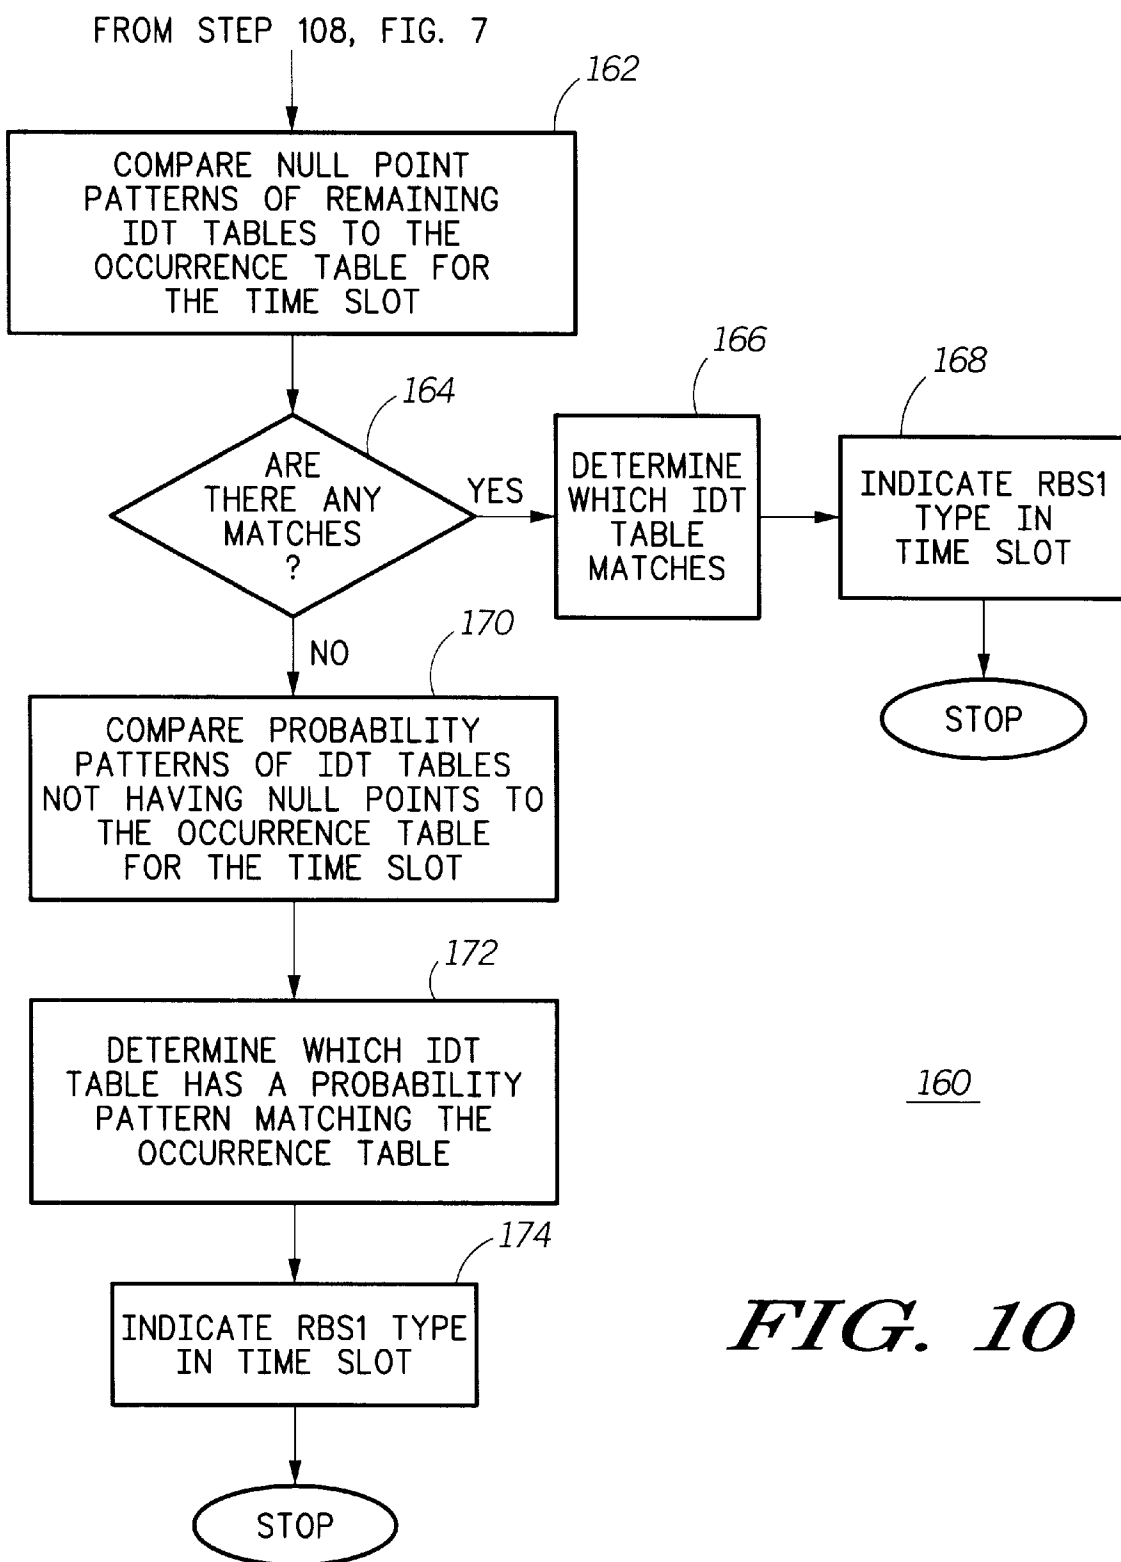 FROM STEP 108, FIG. 7
162
COMPARE NULL POINT
PATTERNS OF REMAINING
IDT TABLES TO THE
OCCURRENCE TABLE FOR
THE TIME SLOT
164
ARE
THERE ANY
MATCHES
?
YES
166
DETERMINE
WHICH IDT
TABLE
MATCHES
168
INDICATE RBS1
TYPE IN
TIME SLOT
STOP
NO
170
COMPARE PROBABILITY
PATTERNS OF IDT TABLES
NOT HAVING NULL POINTS TO
THE OCCURRENCE TABLE
FOR THE TIME SLOT
172
DETERMINE WHICH IDT
TABLE HAS A PROBABILITY
PATTERN MATCHING THE
OCCURRENCE TABLE
160
174
INDICATE RBS1 TYPE
IN TIME SLOT
STOP
FIG. 10